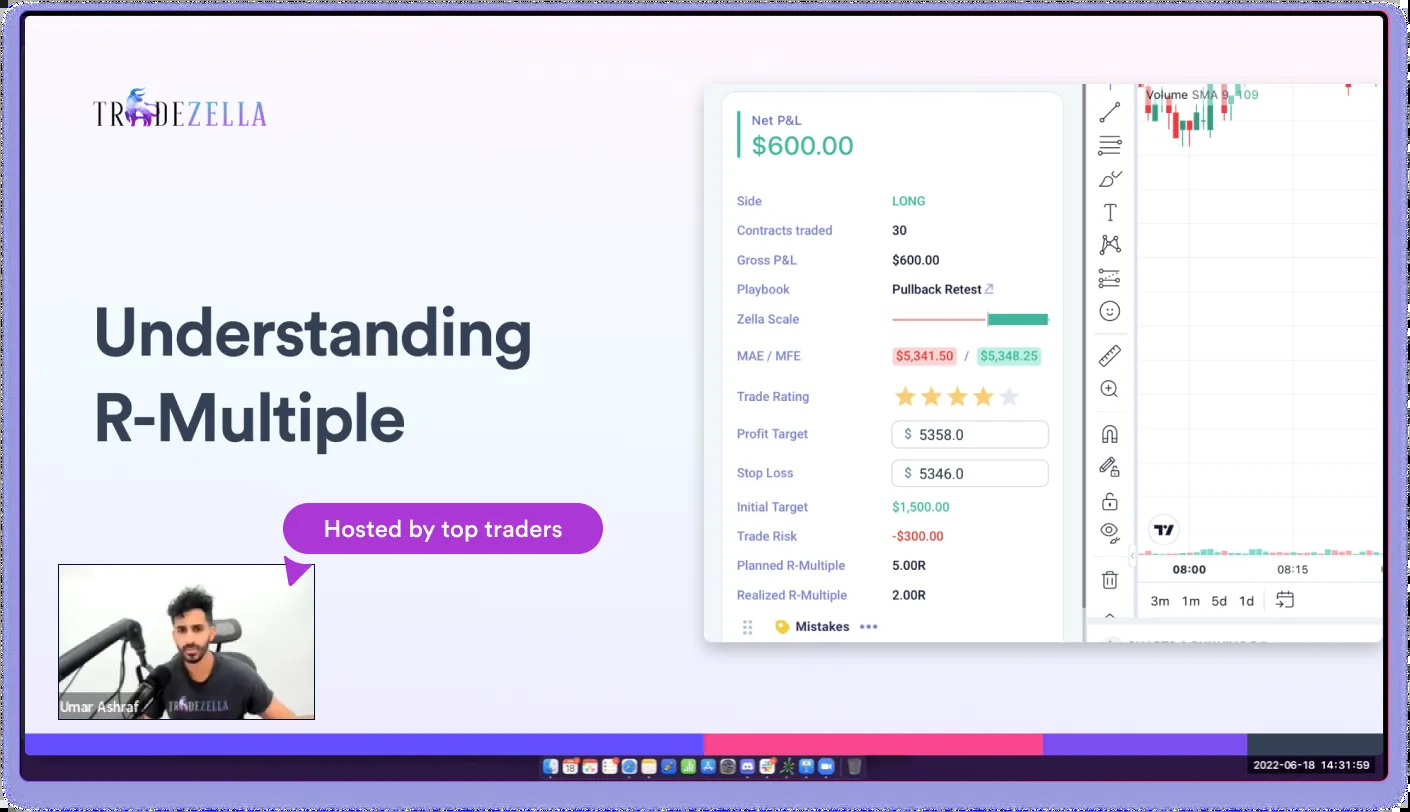 TRADEZELLA
Understanding
R-Multiple
Hosted by top traders
Umar Ashraf
TRADEZELLA
Net P&L
$600.00
Side LONG
Contracts traded 30
Gross P&L $600.00
Playbook Pullback Retest
Zella Scale
MAE / MFE $5,341.50 / $5,348.25
Trade Rating
Profit Target $ 5358.0
Stop Loss $ 5346.0
Initial Target $1,500.00
Trade Risk -$300.00
Planned R-Multiple 5.00R
Realized R-Multiple 2.00R
Mistakes
Volume SMA 9 109
T
08:00 08:15
3m 1m 5d 1d
18
2022-06-18 14:31:59